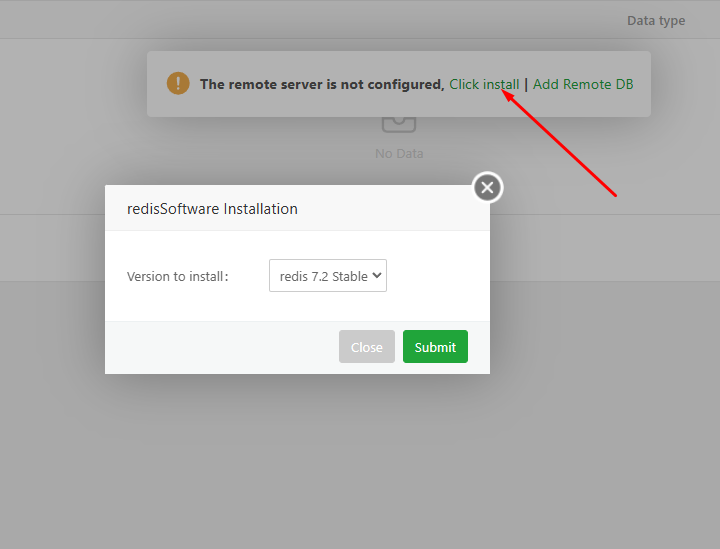 Data type
The remote server is not configured, Click install | Add Remote DB
No Data
redisSoftware Installation
Version to install：
redis 7.2 Stable
Close Submit